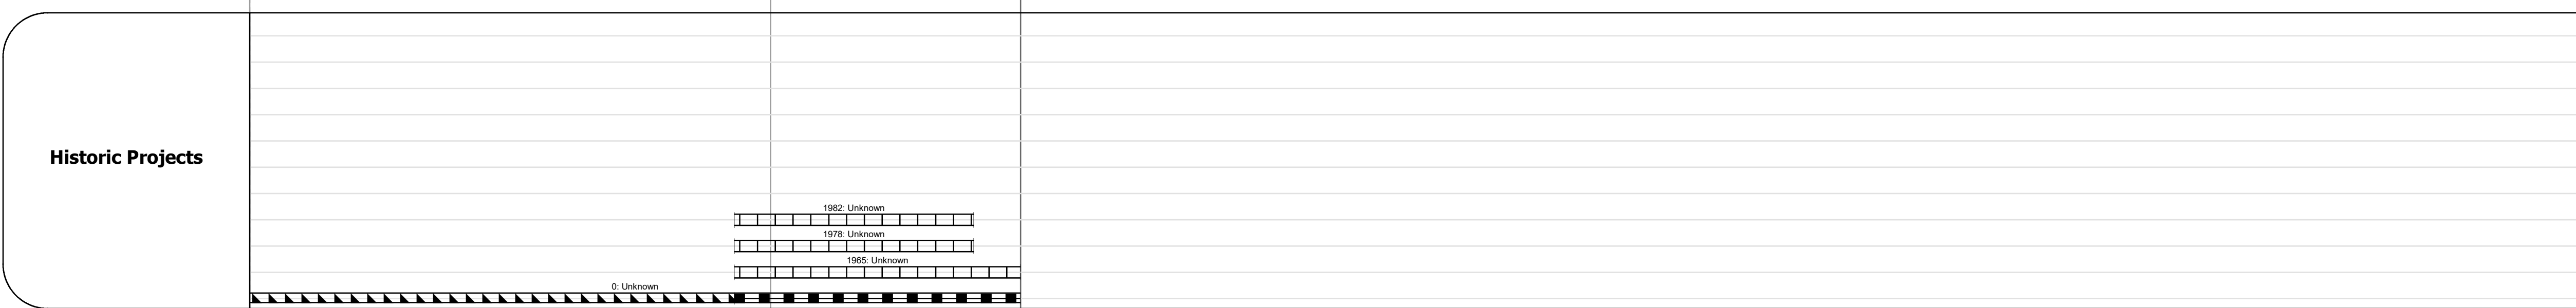 Historic Projects
1982: Unknown
1978: Unknown
1965: Unknown
0: Unknown